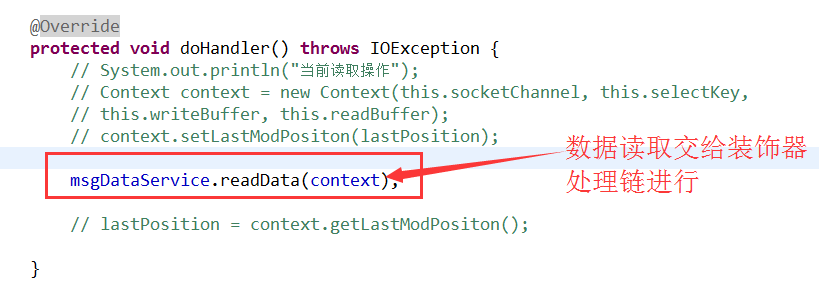 @Override
protected void doHandler() throws IOException {
// System.out.println("当前读取操作");
// Context context = new Context(this.socketChannel, this.selectKey,
// this.writeBuffer, this.readBuffer);
// context.setLastModPositon(lastPosition);
msgDataService.readData(context);
数据读取交给装饰器
处理链进行
// lastPosition = context.getLastModPositon();
}